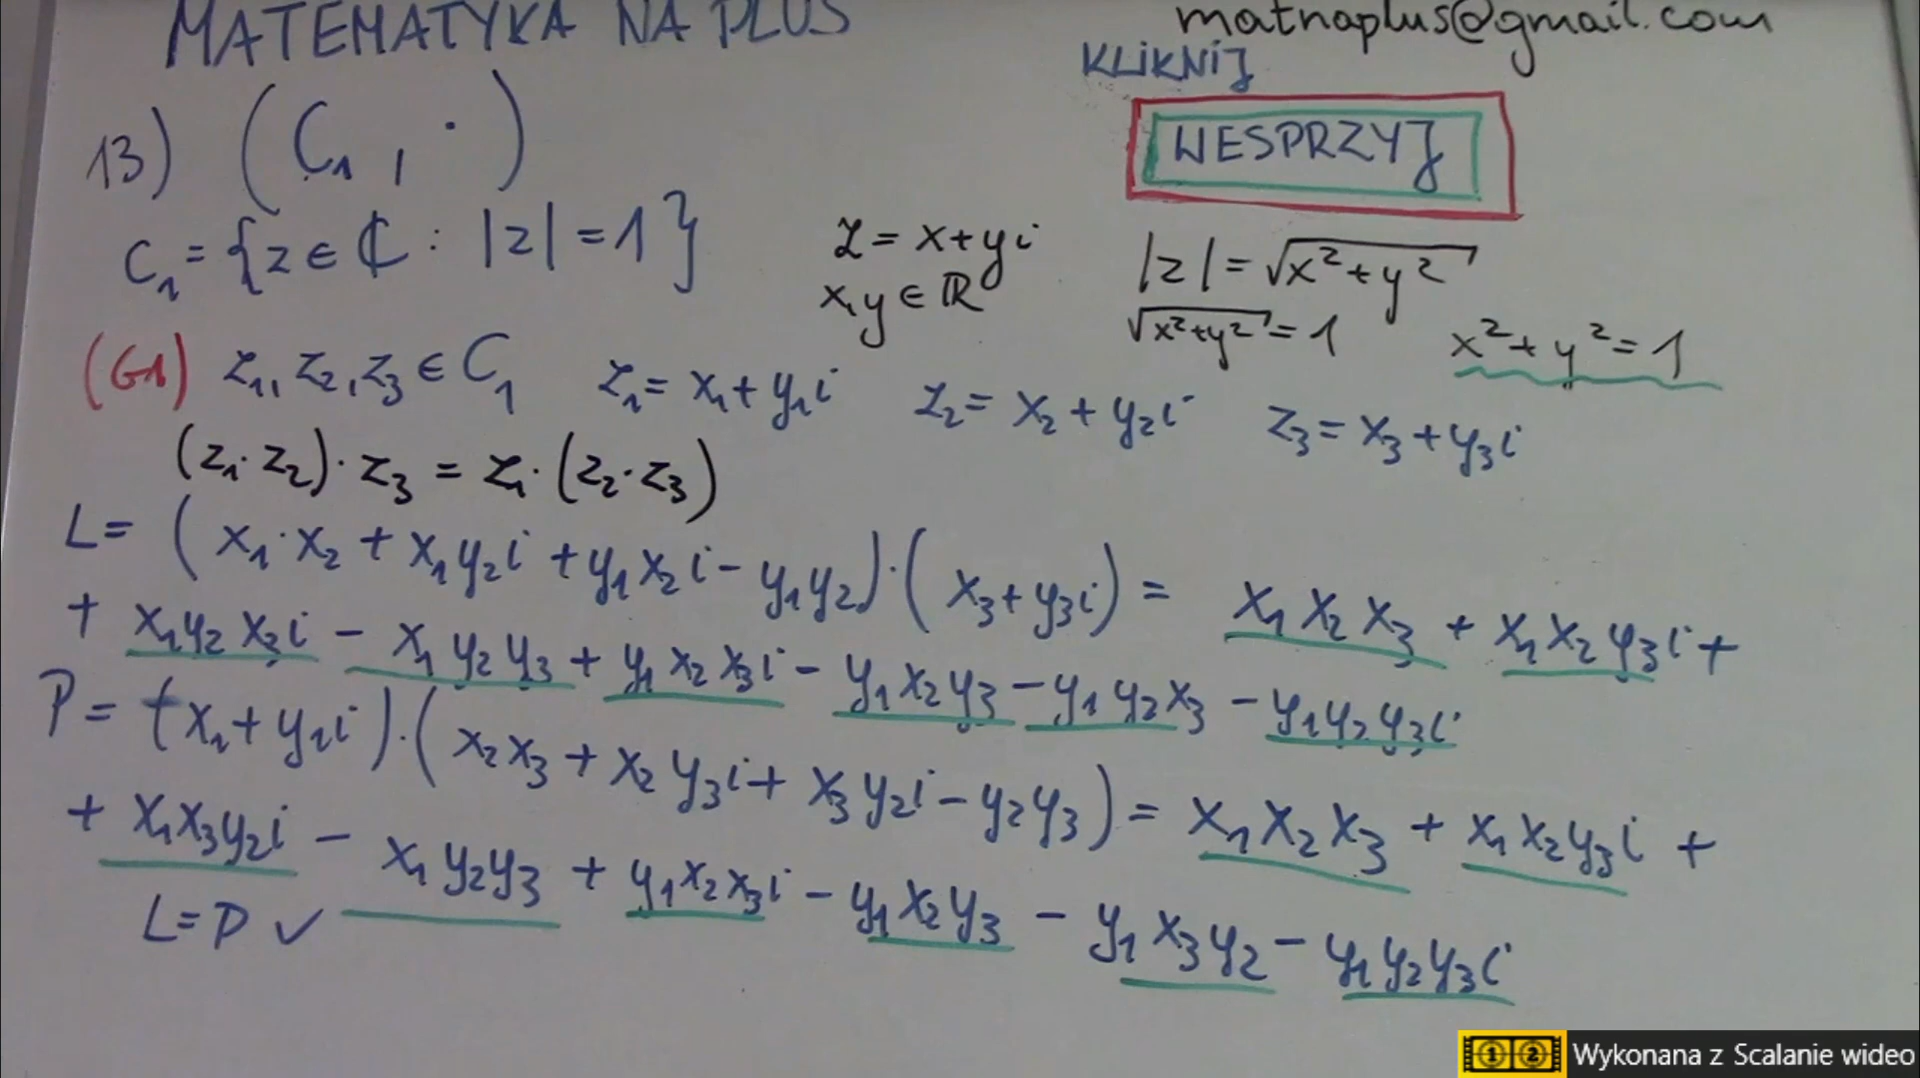 MATEMATYKA NA PLUS
matnaplus@gmail.com
KLIKNIJ
WESPRZYJ
13) (C₁, ·)
C₁ = {z ∈ ℂ : |z| = 1}
z = x + yi
x, y ∈ ℝ
|z| = √(x² + y²)
√(x² + y²) = 1
x² + y² = 1
(G1) z₁, z₂, z₃ ∈ C₁ z₁ = x₁ + y₁i z₂ = x₂ + y₂i z₃ = x₃ + y₃i
(z₁ · z₂) · z₃ = z₁ · (z₂ · z₃)
L = (x₁ · x₂ + x₁y₂i + y₁x₂i − y₁y₂) · (x₃ + y₃i) = x₁x₂x₃ + x₁x₂y₃i +
+ x₁y₂x₃i − x₁y₂y₃ + y₁x₂x₃i − y₁x₂y₃ − y₁y₂x₃ − y₁y₂y₃i
P = (x₁ + y₁i) · (x₂x₃ + x₂y₃i + x₃y₂i − y₂y₃) = x₁x₂x₃ + x₁x₂y₃i +
+ x₁x₃y₂i − x₁y₂y₃ + y₁x₂x₃i − y₁x₂y₃ − y₁x₃y₂ − y₁y₂y₃i
L = P ✓
Wykonana z Scalanie wideo